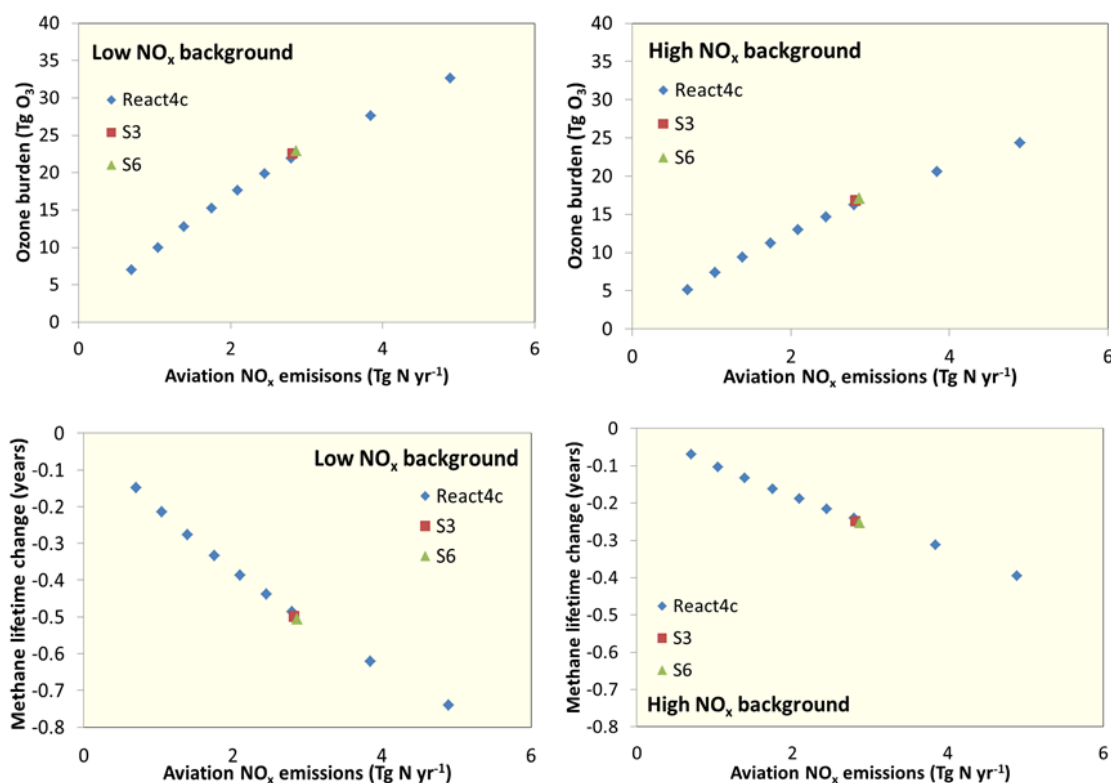 Low NOx background
React4c
S3
S6
Ozone burden (Tg O3)
40
35
30
25
20
15
10
5
0
0 2 4 6
Aviation NOx emisisons (Tg N yr-1)
High NOx background
React4c
S3
S6
Ozone burden (Tg O3)
40
35
30
25
20
15
10
5
0
0 2 4 6
Aviation NOx emissions (Tg N yr-1)
Low NOx background
React4c
S3
S6
Methane lifetime change (years)
0
-0.1
-0.2
-0.3
-0.4
-0.5
-0.6
-0.7
-0.8
0 2 4 6
Aviation NOx emissions (Tg N yr-1)
Methane lifetime change (years)
0
-0.1
-0.2
-0.3
-0.4
-0.5
-0.6
-0.7
-0.8
React4c
S3
S6
High NOx background
0 2 4 6
Aviation NOx emissions (Tg N yr-1)